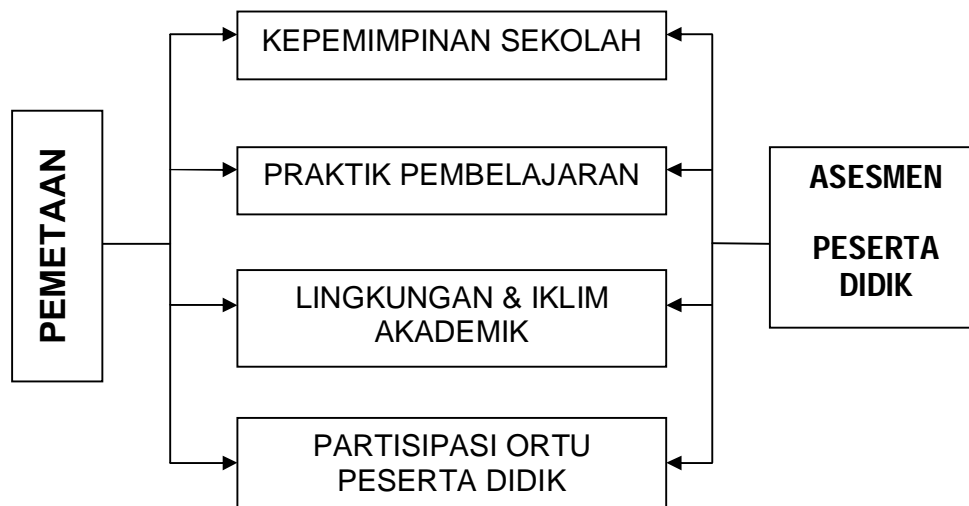 PEMETAAN
KEPEMIMPINAN SEKOLAH
PRAKTIK PEMBELAJARAN
LINGKUNGAN & IKLIM
AKADEMIK
PARTISIPASI ORTU
PESERTA DIDIK
ASESMEN
PESERTA
DIDIK